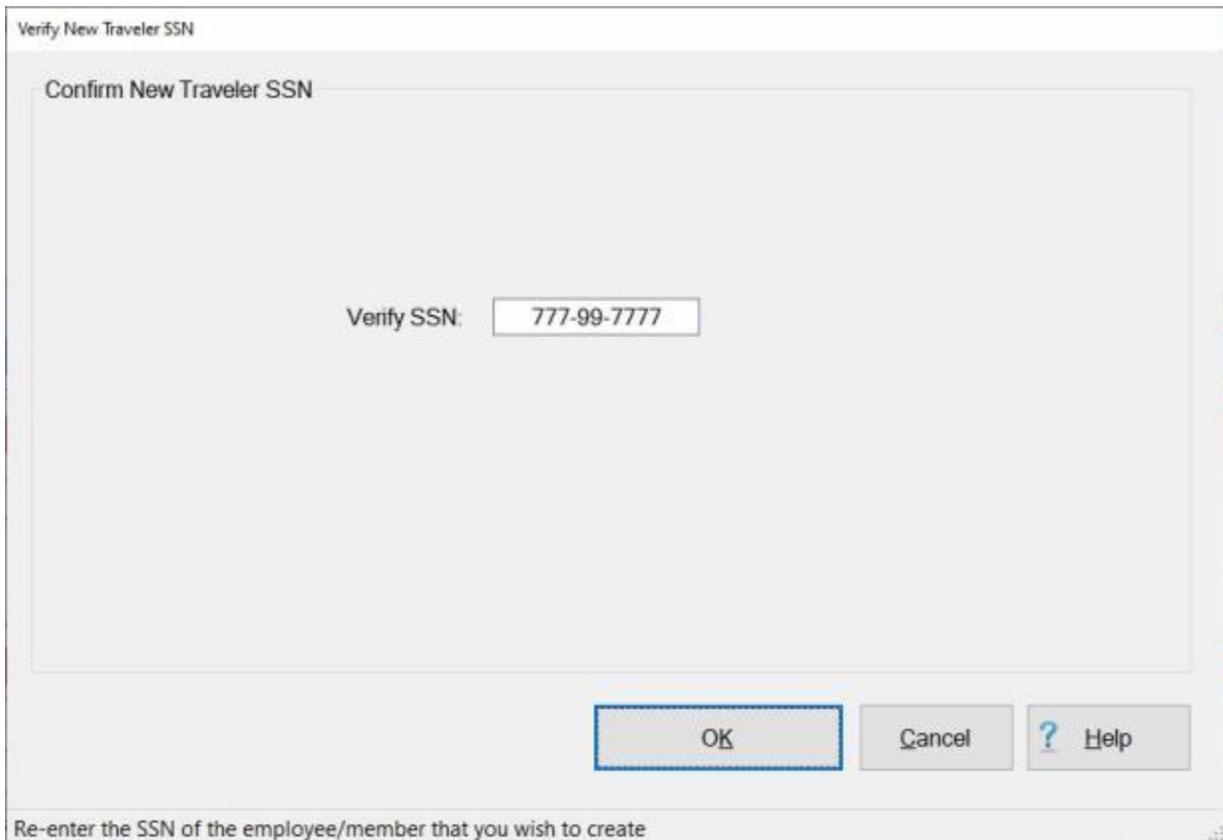 Verify New Traveler SSN
Confirm New Traveler SSN
Verify SSN: 777-99-7777
OK Cancel ? Help
Re-enter the SSN of the employee/member that you wish to create